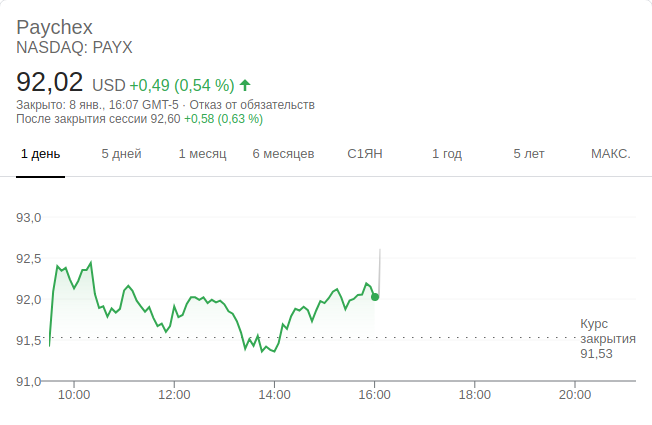 Paychex
NASDAQ: PAYX
92,02 USD +0,49 (0,54 %)
Закрыто: 8 янв., 16:07 GMT-5 · Отказ от обязательств
После закрытия сессии 92,60 +0,58 (0,63 %)
1 день 5 дней 1 месяц 6 месяцев С1ЯН 1 год 5 лет МАКС.
93,0
92,5
92,0
91,5
91,0
Курс
закрытия
91,53
10:00 12:00 14:00 16:00 18:00 20:00